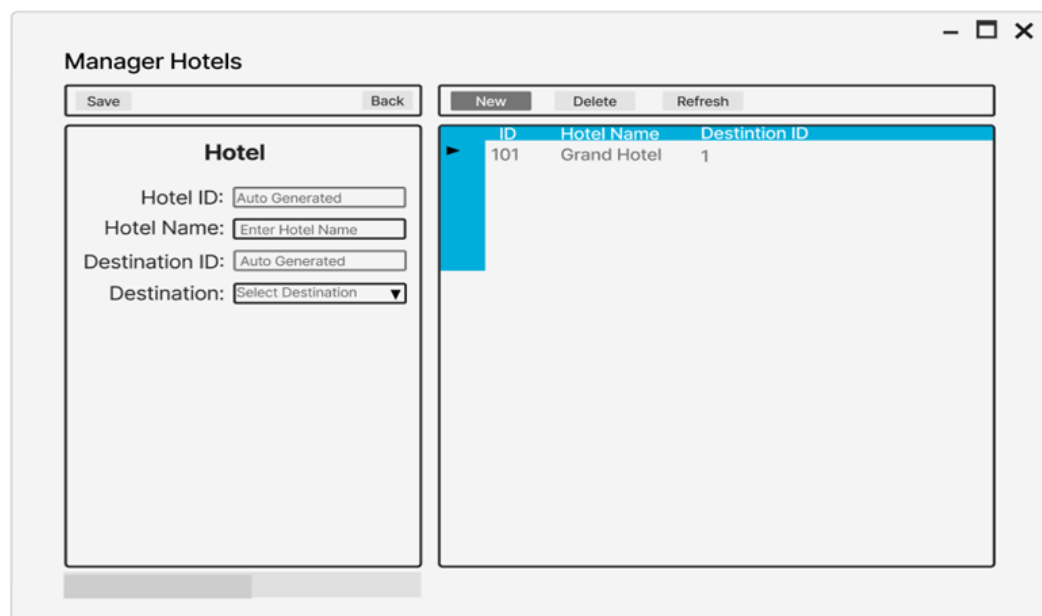 Manager Hotels
Save Back New Delete Refresh
Hotel
Hotel ID: Auto Generated
Hotel Name: Enter Hotel Name
Destination ID: Auto Generated
Destination: Select Destination
ID Hotel Name Destintion ID
101 Grand Hotel 1